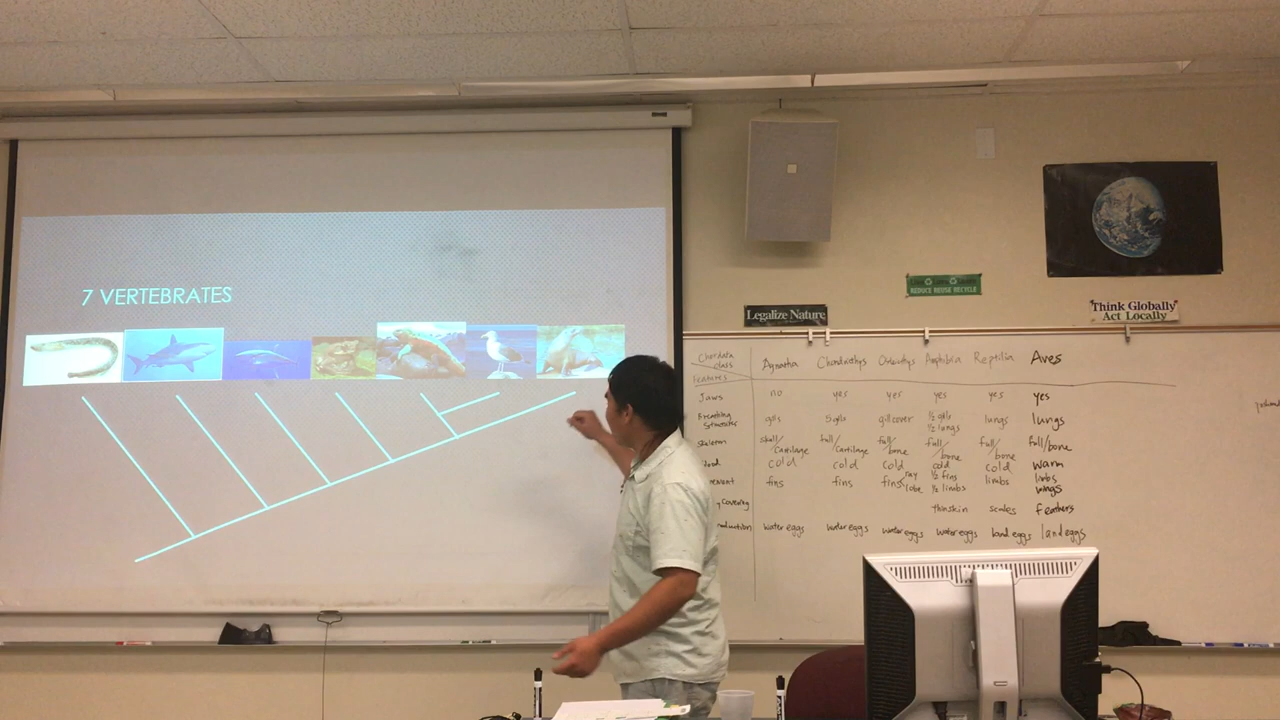 7 VERTEBRATES
REDUCE REUSE RECYCLE
Legalize Nature
Think Globally
Act Locally
Chordata class Agnatha Chondricthys Osteicthys Amphibia Reptilia Aves
Features
Jaws no yes yes yes yes yes
Breathing Structures gills 5gills gill cover ½ gills ½ lungs lungs lungs
Skeleton skull/cartilage full/cartilage full/bone full/bone full/bone full/bone
cold cold cold cold cold warm
fins fins fins ray lobe ½ fins ½ limbs limbs limbs wings
Covering thin skin scales feathers
water eggs water eggs water eggs water eggs land eggs land eggs